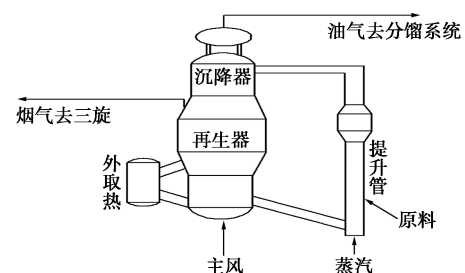 油气去分馏系统
沉降器
烟气去三旋
再生器
外取热
提升管
原料
主风
蒸汽